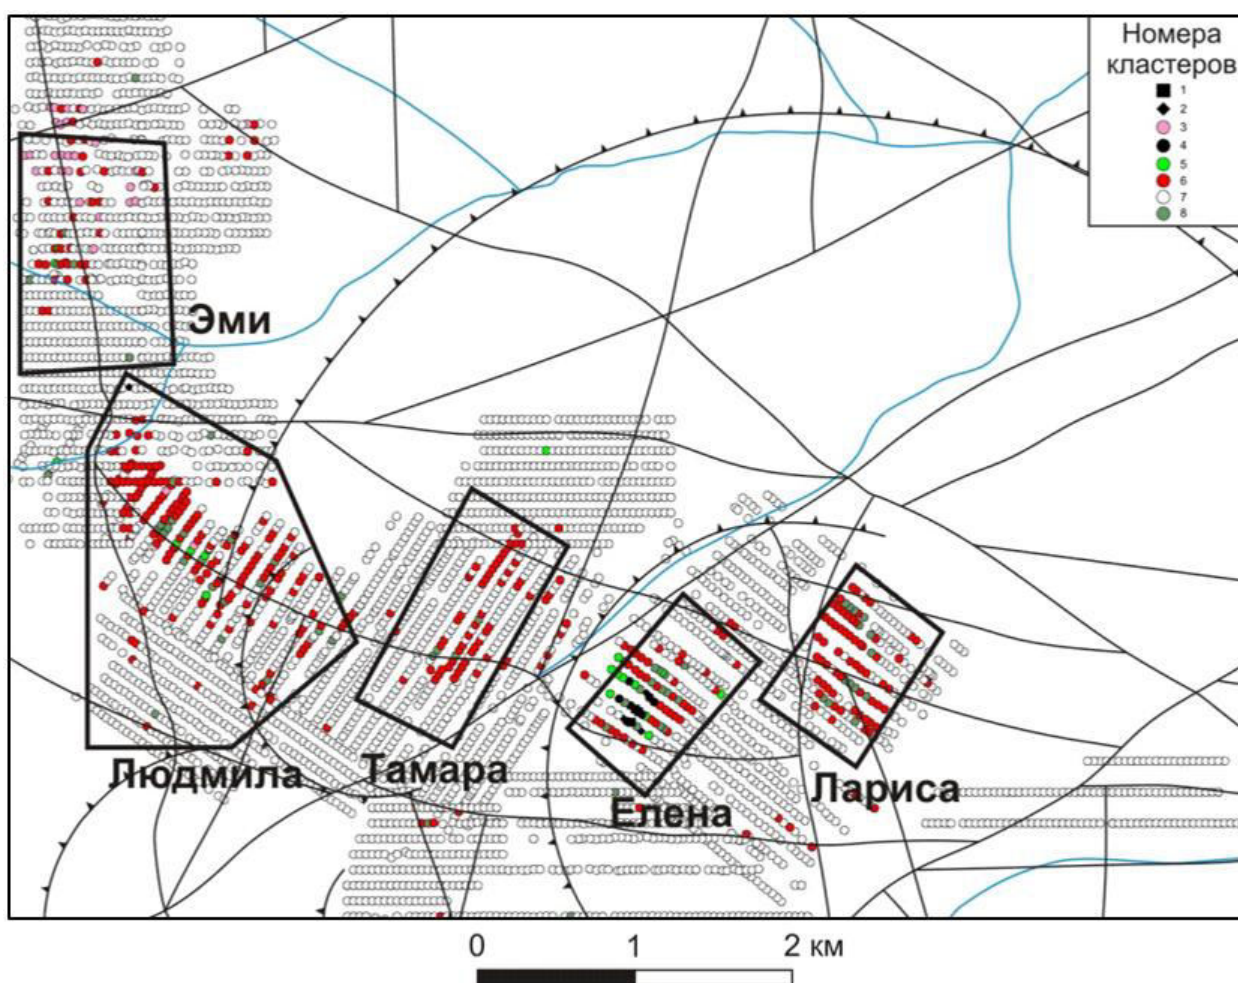 Номера
кластеров
1
2
3
4
5
6
7
8
Эми
Людмила
Тамара
Елена
Лариса
0 1 2 км